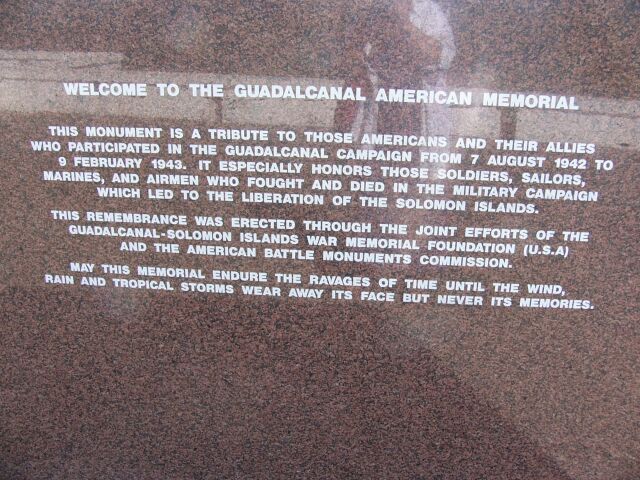 WELCOME TO THE GUADALCANAL AMERICAN MEMORIAL
THIS MONUMENT IS A TRIBUTE TO THOSE AMERICANS AND THEIR ALLIES
WHO PARTICIPATED IN THE GUADALCANAL CAMPAIGN FROM 7 AUGUST 1942 TO
9 FEBRUARY 1943. IT ESPECIALLY HONORS THOSE SOLDIERS, SAILORS,
MARINES, AND AIRMEN WHO FOUGHT AND DIED IN THE MILITARY CAMPAIGN
WHICH LED TO THE LIBERATION OF THE SOLOMON ISLANDS.
THIS REMEMBRANCE WAS ERECTED THROUGH THE JOINT EFFORTS OF THE
GUADALCANAL-SOLOMON ISLANDS WAR MEMORIAL FOUNDATION (U.S.A)
AND THE AMERICAN BATTLE MONUMENTS COMMISSION.
MAY THIS MEMORIAL ENDURE THE RAVAGES OF TIME UNTIL THE WIND,
RAIN AND TROPICAL STORMS WEAR AWAY ITS FACE BUT NEVER ITS MEMORIES.